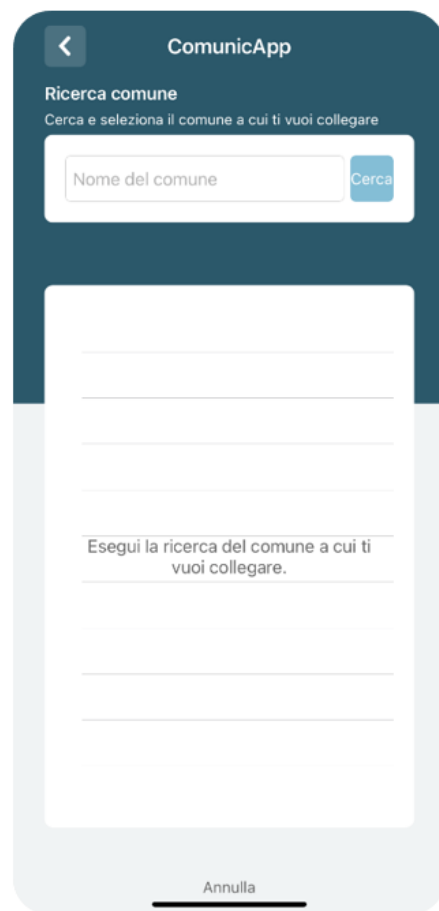 ComunicApp
Ricerca comune
Cerca e seleziona il comune a cui ti vuoi collegare
Nome del comune
Cerca
Esegui la ricerca del comune a cui ti
vuoi collegare.
Annulla